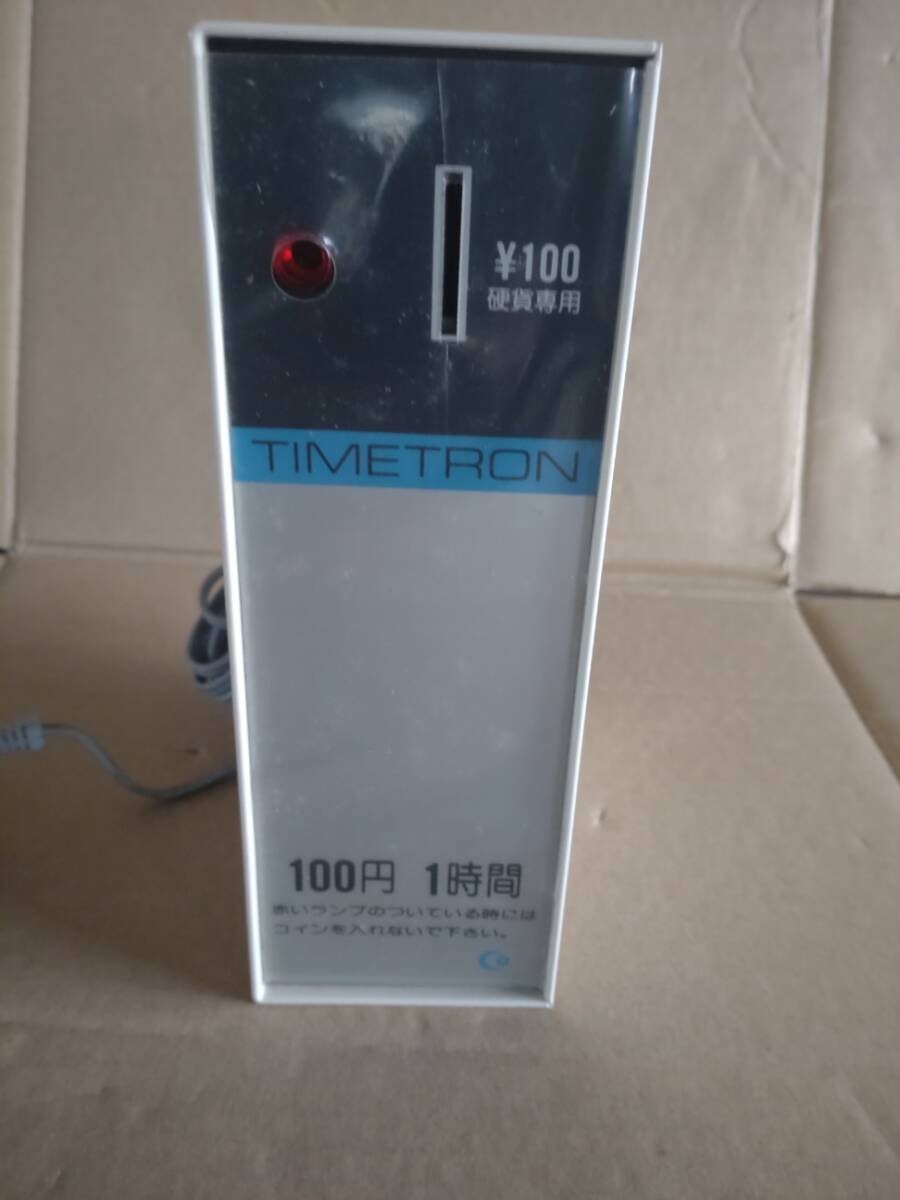 ¥100
硬貨専用
TIMETRON
100円 1時間
赤いランプのついている時には
コインを入れないで下さい。